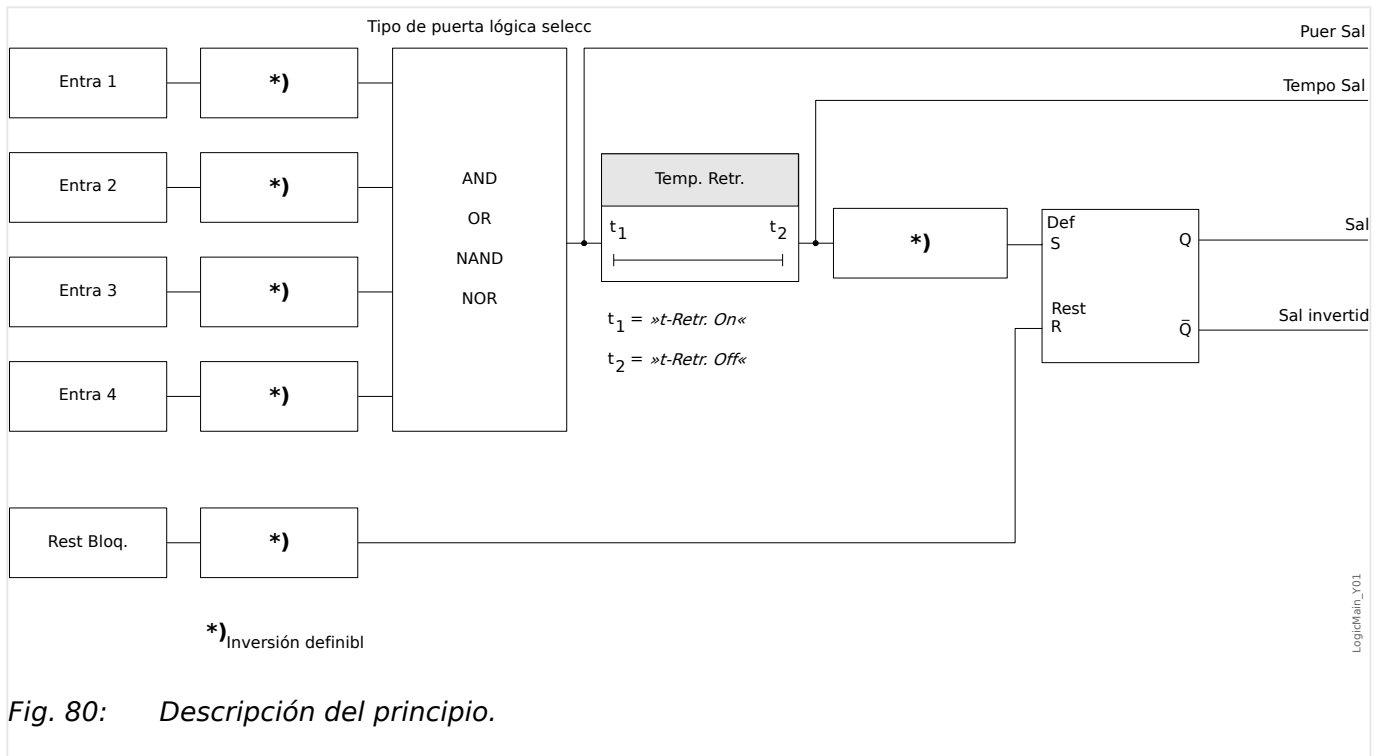 Tipo de puerta lógica selecc
Puer Sal
Tempo Sal
Entra 1
*)
Entra 2
*)
Entra 3
*)
Entra 4
*)
AND
OR
NAND
NOR
Temp. Retr.
t1
t2
t1 = »t-Retr. On«
t2 = »t-Retr. Off«
*)
Def
S
Q
Rest
R
Q̅
Sal
Sal invertid
Rest Bloq.
*)
*)Inversión definibl
LogicMain_Y01
Fig. 80: Descripción del principio.